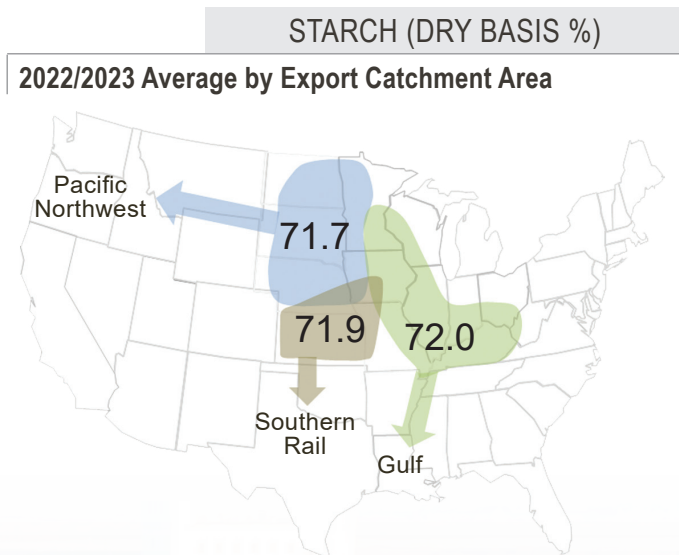 STARCH (DRY BASIS %)
2022/2023 Average by Export Catchment Area
Pacific
Northwest
71.7
71.9
72.0
Southern
Rail
Gulf